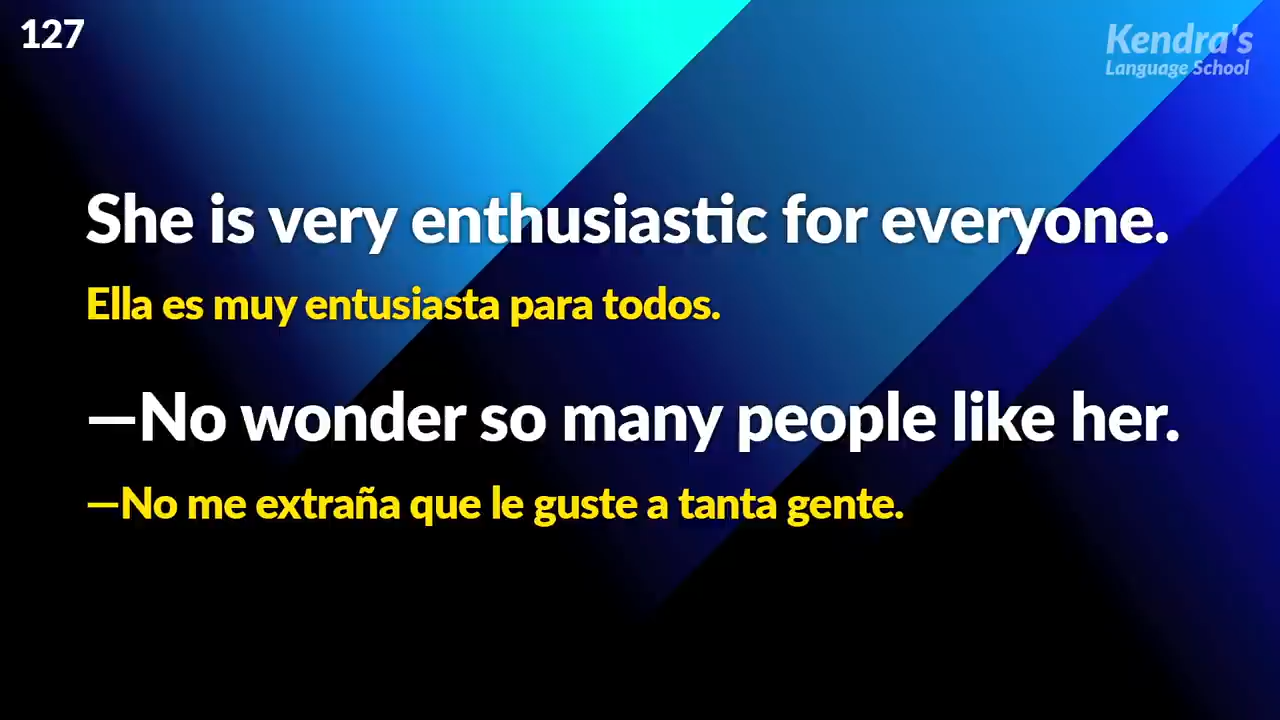 127
Kendra's
Language School
She is very enthusiastic for everyone.
Ella es muy entusiasta para todos.
—No wonder so many people like her.
—No me extraña que le guste a tanta gente.